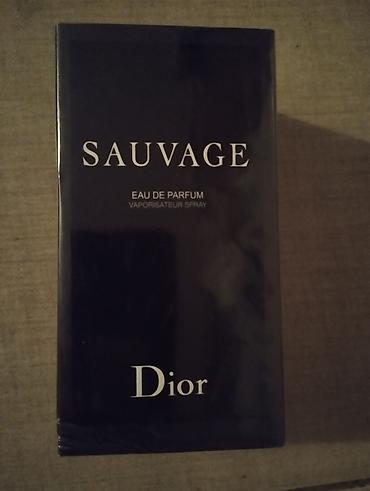 SAUVAGE
EAU DE PARFUM
VAPORISATEUR SPRAY
Dior